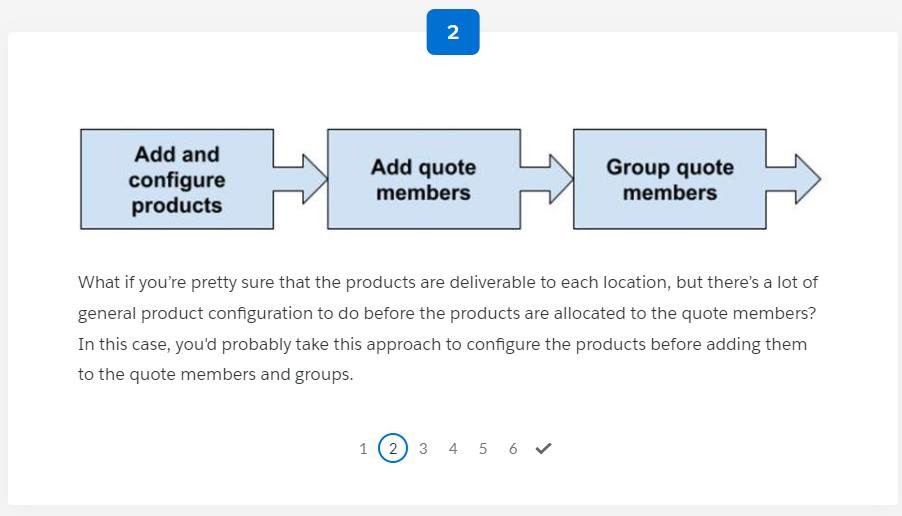 2
Add and
configure
products
Add quote
members
Group quote
members
What if you’re pretty sure that the products are deliverable to each location, but there’s a lot of
general product configuration to do before the products are allocated to the quote members?
In this case, you'd probably take this approach to configure the products before adding them
to the quote members and groups.
1 2 3 4 5 6